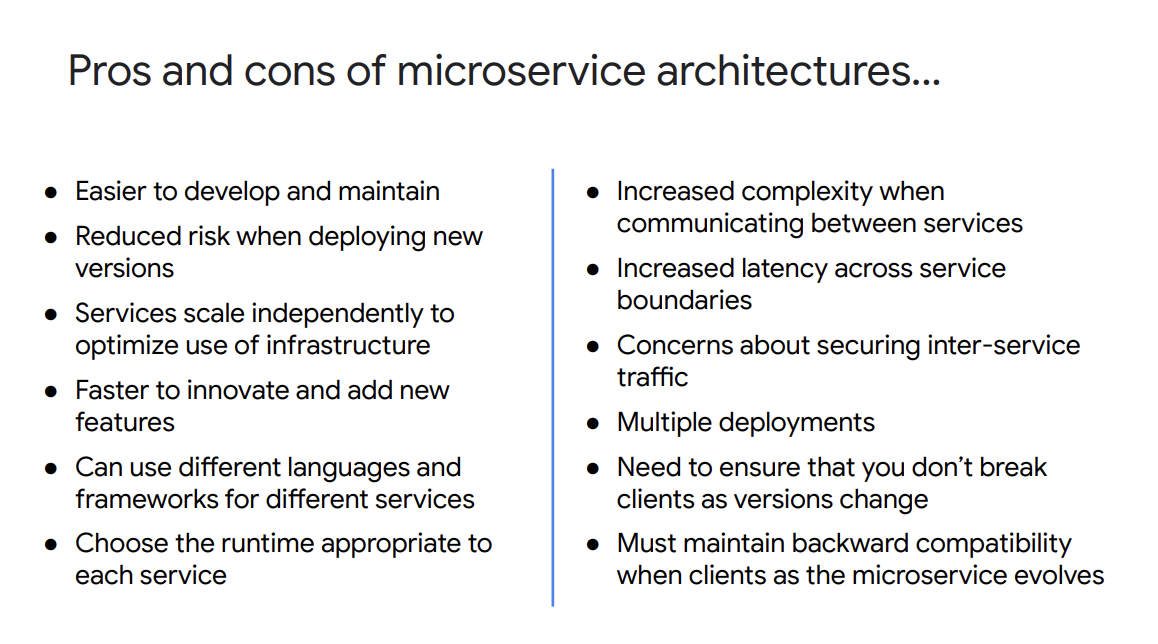 Pros and cons of microservice architectures...
● Easier to develop and maintain
● Reduced risk when deploying new
versions
● Services scale independently to
optimize use of infrastructure
● Faster to innovate and add new
features
● Can use different languages and
frameworks for different services
● Choose the runtime appropriate to
each service
● Increased complexity when
communicating between services
● Increased latency across service
boundaries
● Concerns about securing inter-service
traffic
● Multiple deployments
● Need to ensure that you don’t break
clients as versions change
● Must maintain backward compatibility
when clients as the microservice evolves